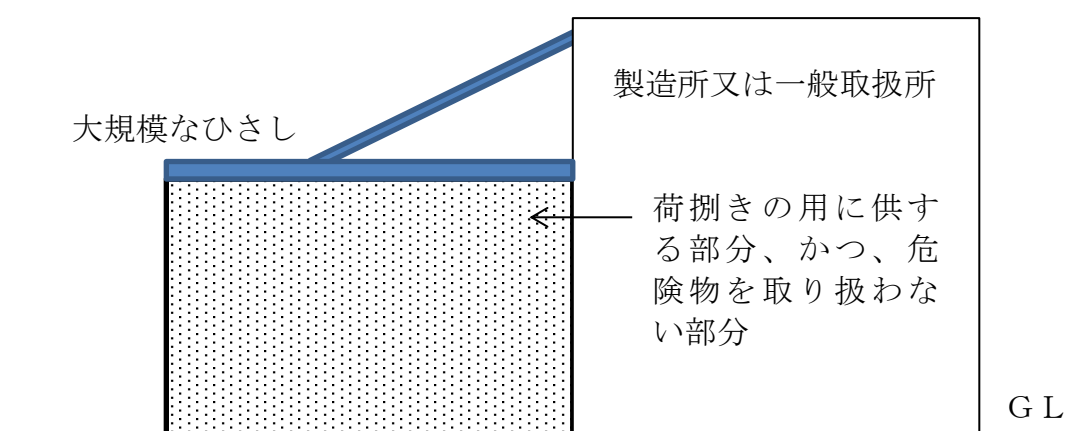 製造所又は一般取扱所
大規模なひさし
荷捌きの用に供す
る部分、かつ、危
険物を取り扱わな
い部分
ＧＬ